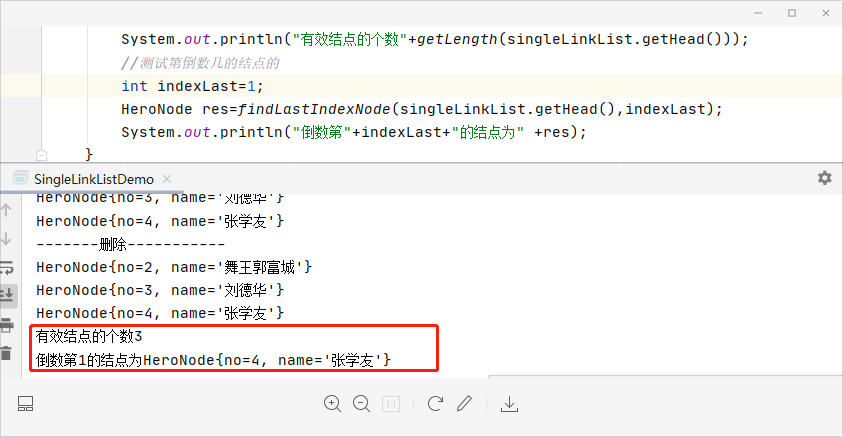 System.out.println("有效结点的个数"+getLength(singleLinkList.getHead()));
//测试第倒数几的结点的
int indexLast=1;
HeroNode res=findLastIndexNode(singleLinkList.getHead(),indexLast);
System.out.println("倒数第"+indexLast+"的结点为" +res);
}
SingleLinkListDemo
HeroNode{no=3, name='刘德华'}
HeroNode{no=4, name='张学友'}
-------删除-----------
HeroNode{no=2, name='舞王郭富城'}
HeroNode{no=3, name='刘德华'}
HeroNode{no=4, name='张学友'}
有效结点的个数3
倒数第1的结点为HeroNode{no=4, name='张学友'}
1:1